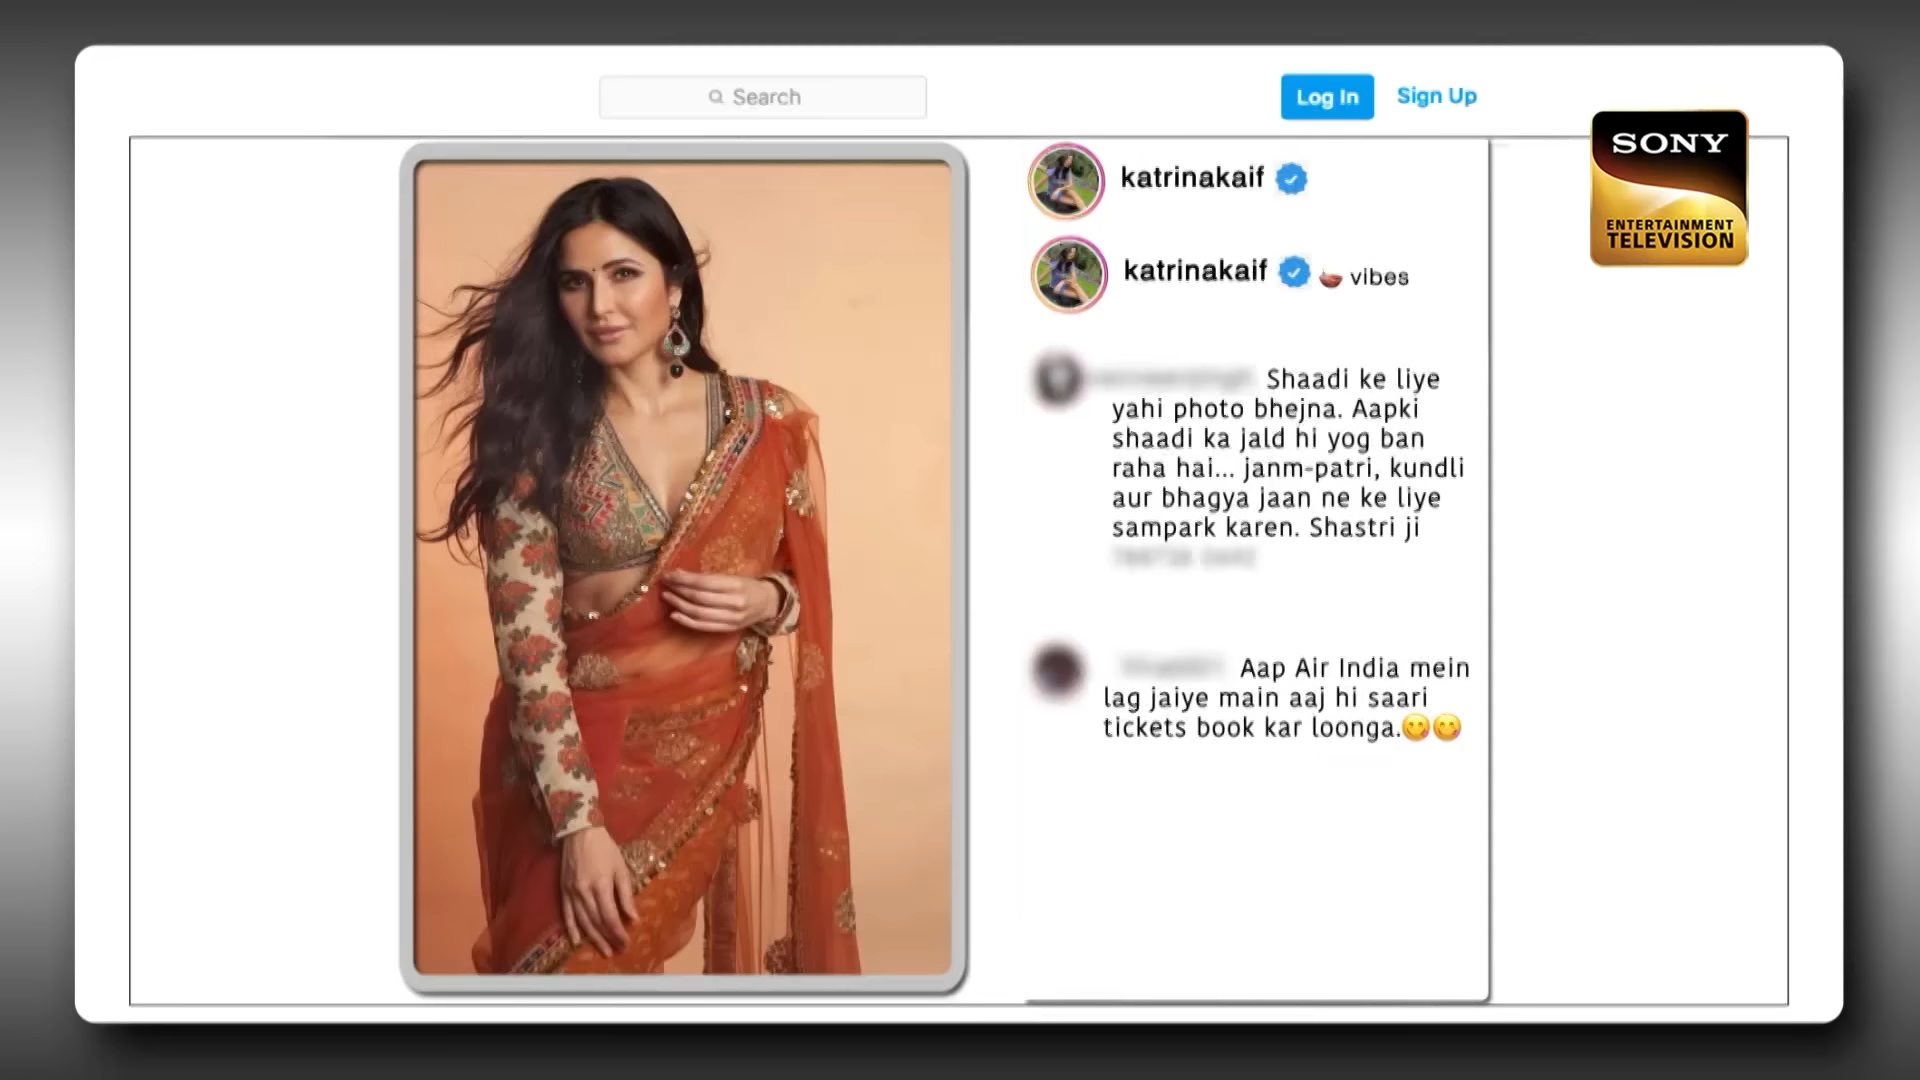 Search
Log In
Sign Up
SONY
ENTERTAINMENT
TELEVISION
katrinakaif
katrinakaif vibes
Shaadi ke liye
yahi photo bhejna. Aapki
shaadi ka jald hi yog ban
raha hai... janm-patri, kundli
aur bhagya jaan ne ke liye
sampark karen. Shastri ji
Aap Air India mein
lag jaiye main aaj hi saari
tickets book kar loonga.😋😋